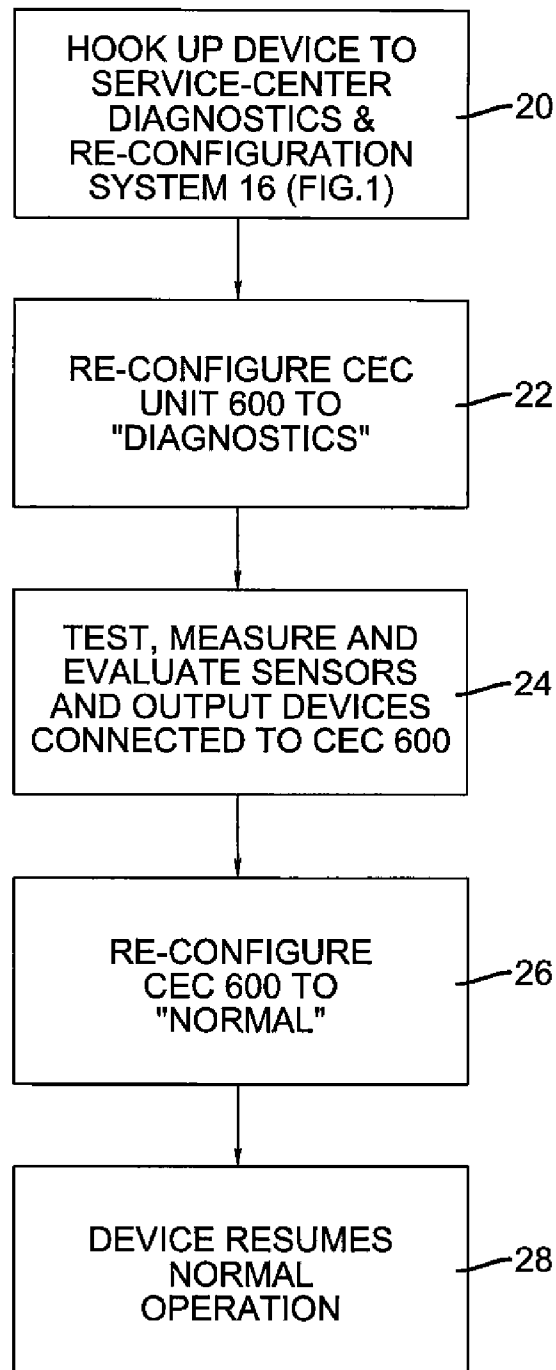 HOOK UP DEVICE TO
SERVICE-CENTER
DIAGNOSTICS &
RE-CONFIGURATION
SYSTEM 16 (FIG.1)
20
RE-CONFIGURE CEC
UNIT 600 TO
"DIAGNOSTICS"
22
TEST, MEASURE AND
EVALUATE SENSORS
AND OUTPUT DEVICES
CONNECTED TO CEC 600
24
RE-CONFIGURE
CEC 600 TO
"NORMAL"
26
DEVICE RESUMES
NORMAL
OPERATION
28